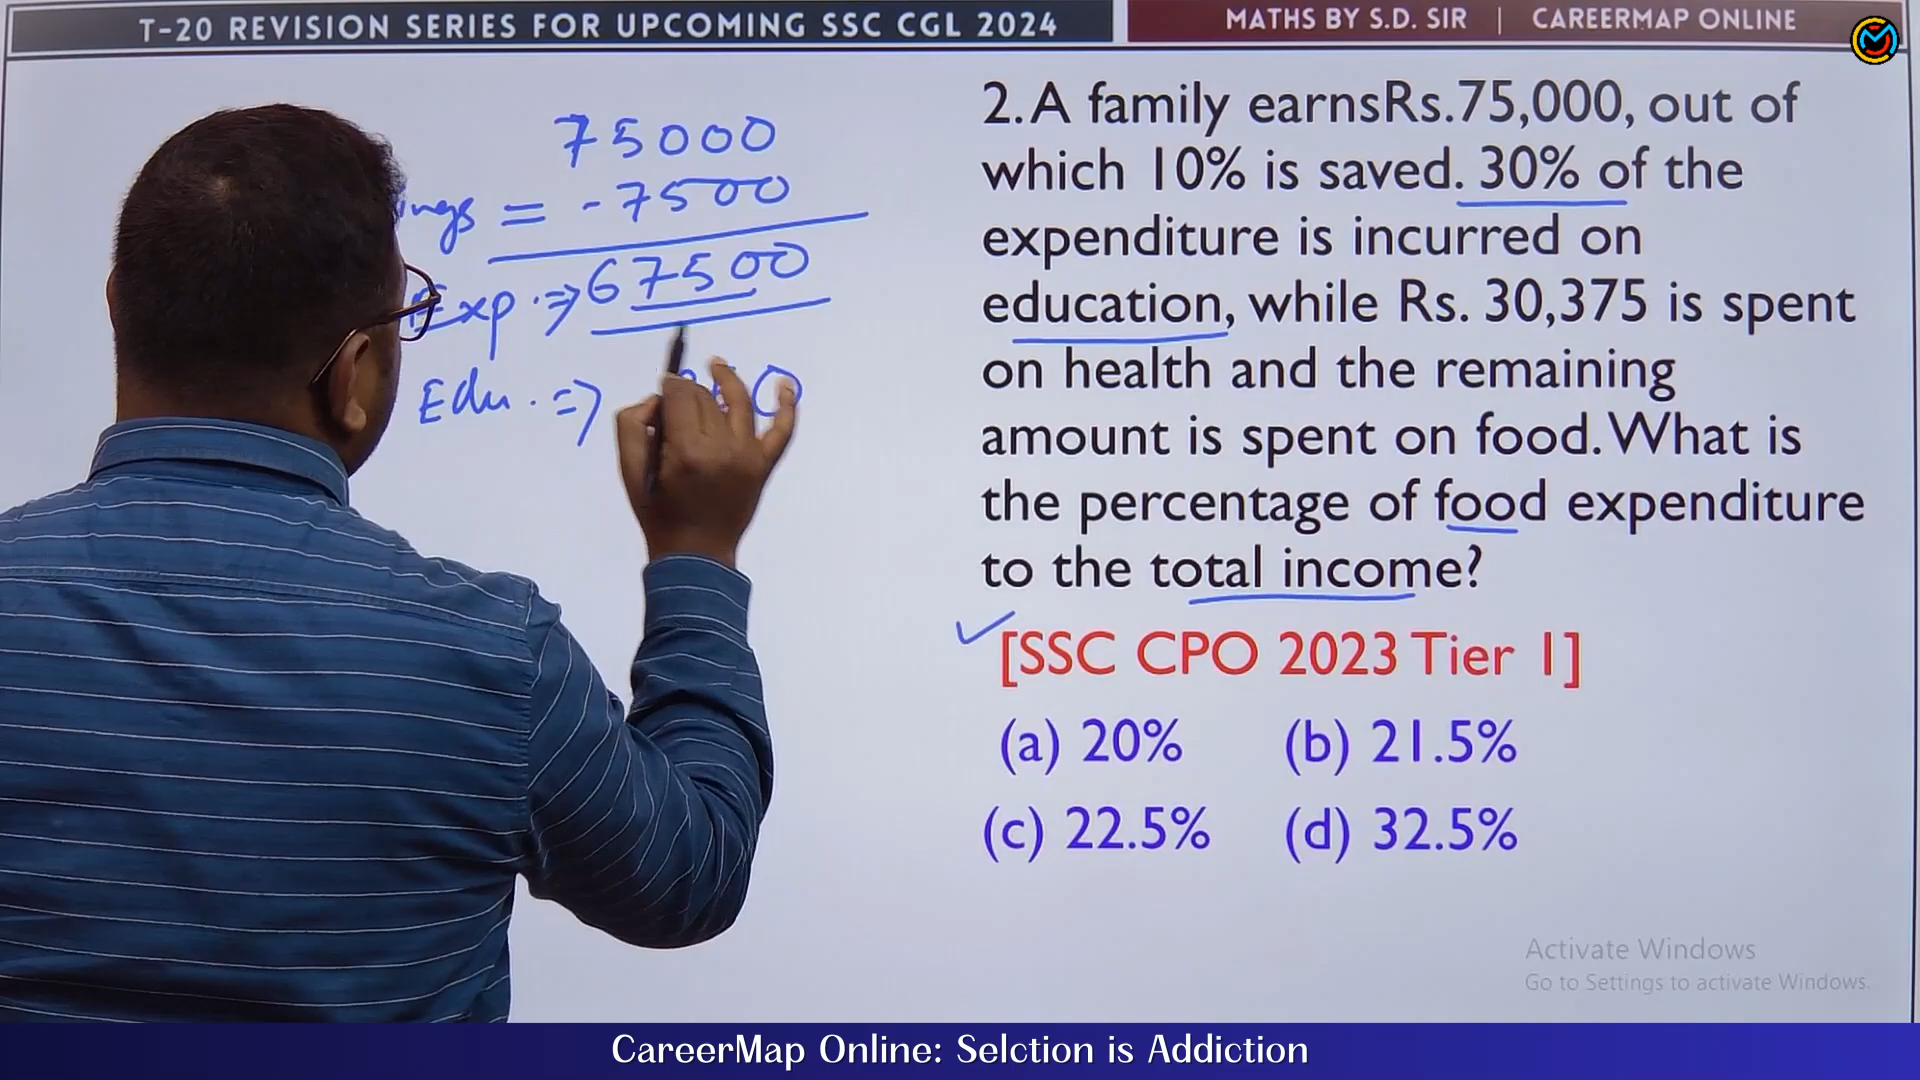 T-20 REVISION SERIES FOR UPCOMING SSC CGL 2024
MATHS BY S.D. SIR | CAREERMAP ONLINE
75000
= - 7500
Exp. => 67500
Edu. =>
2. A family earnsRs.75,000, out of
which 10% is saved. 30% of the
expenditure is incurred on
education, while Rs. 30,375 is spent
on health and the remaining
amount is spent on food. What is
the percentage of food expenditure
to the total income?
[SSC CPO 2023 Tier 1]
(a) 20% (b) 21.5%
(c) 22.5% (d) 32.5%
Activate Windows
Go to Settings to activate Windows.
CareerMap Online: Selction is Addiction